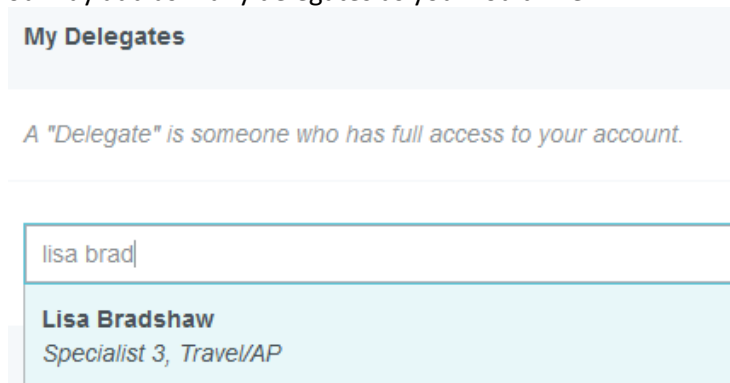 My Delegates
A "Delegate" is someone who has full access to your account.
lisa brad
Lisa Bradshaw
Specialist 3, Travel/AP